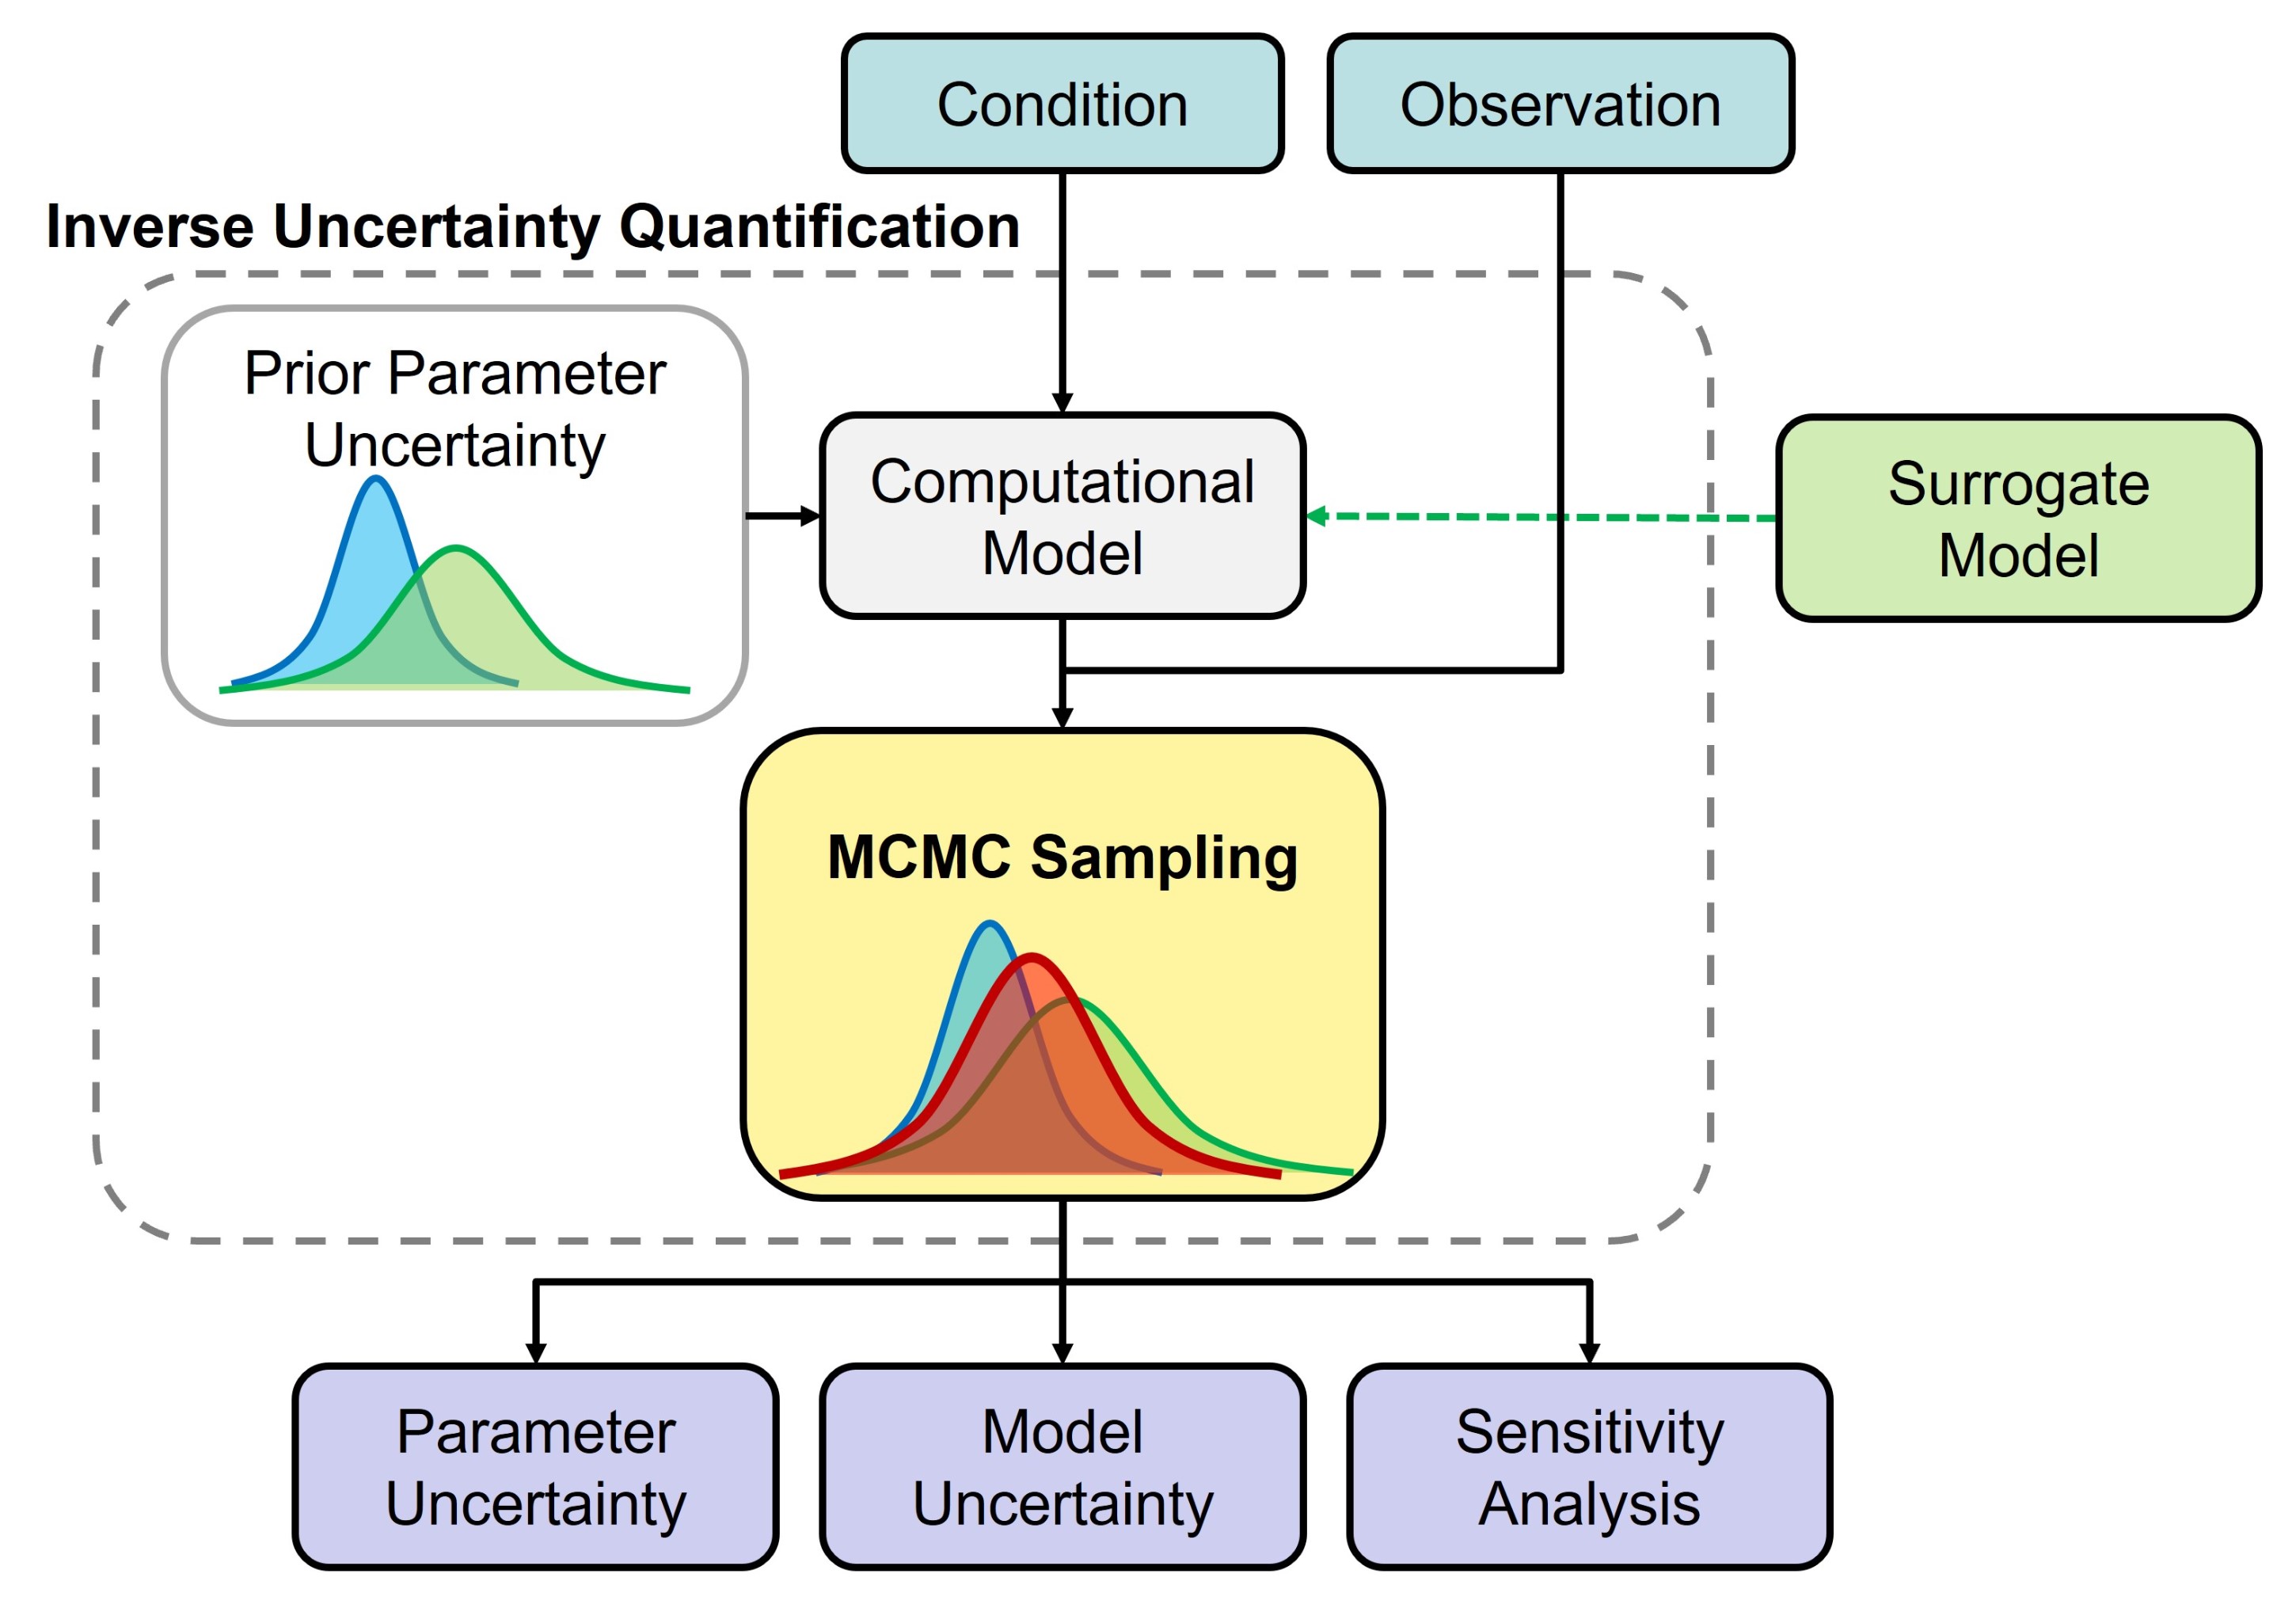 Condition
Observation
Inverse Uncertainty Quantification
Prior Parameter
Uncertainty
Computational
Model
Surrogate
Model
MCMC Sampling
Parameter
Uncertainty
Model
Uncertainty
Sensitivity
Analysis